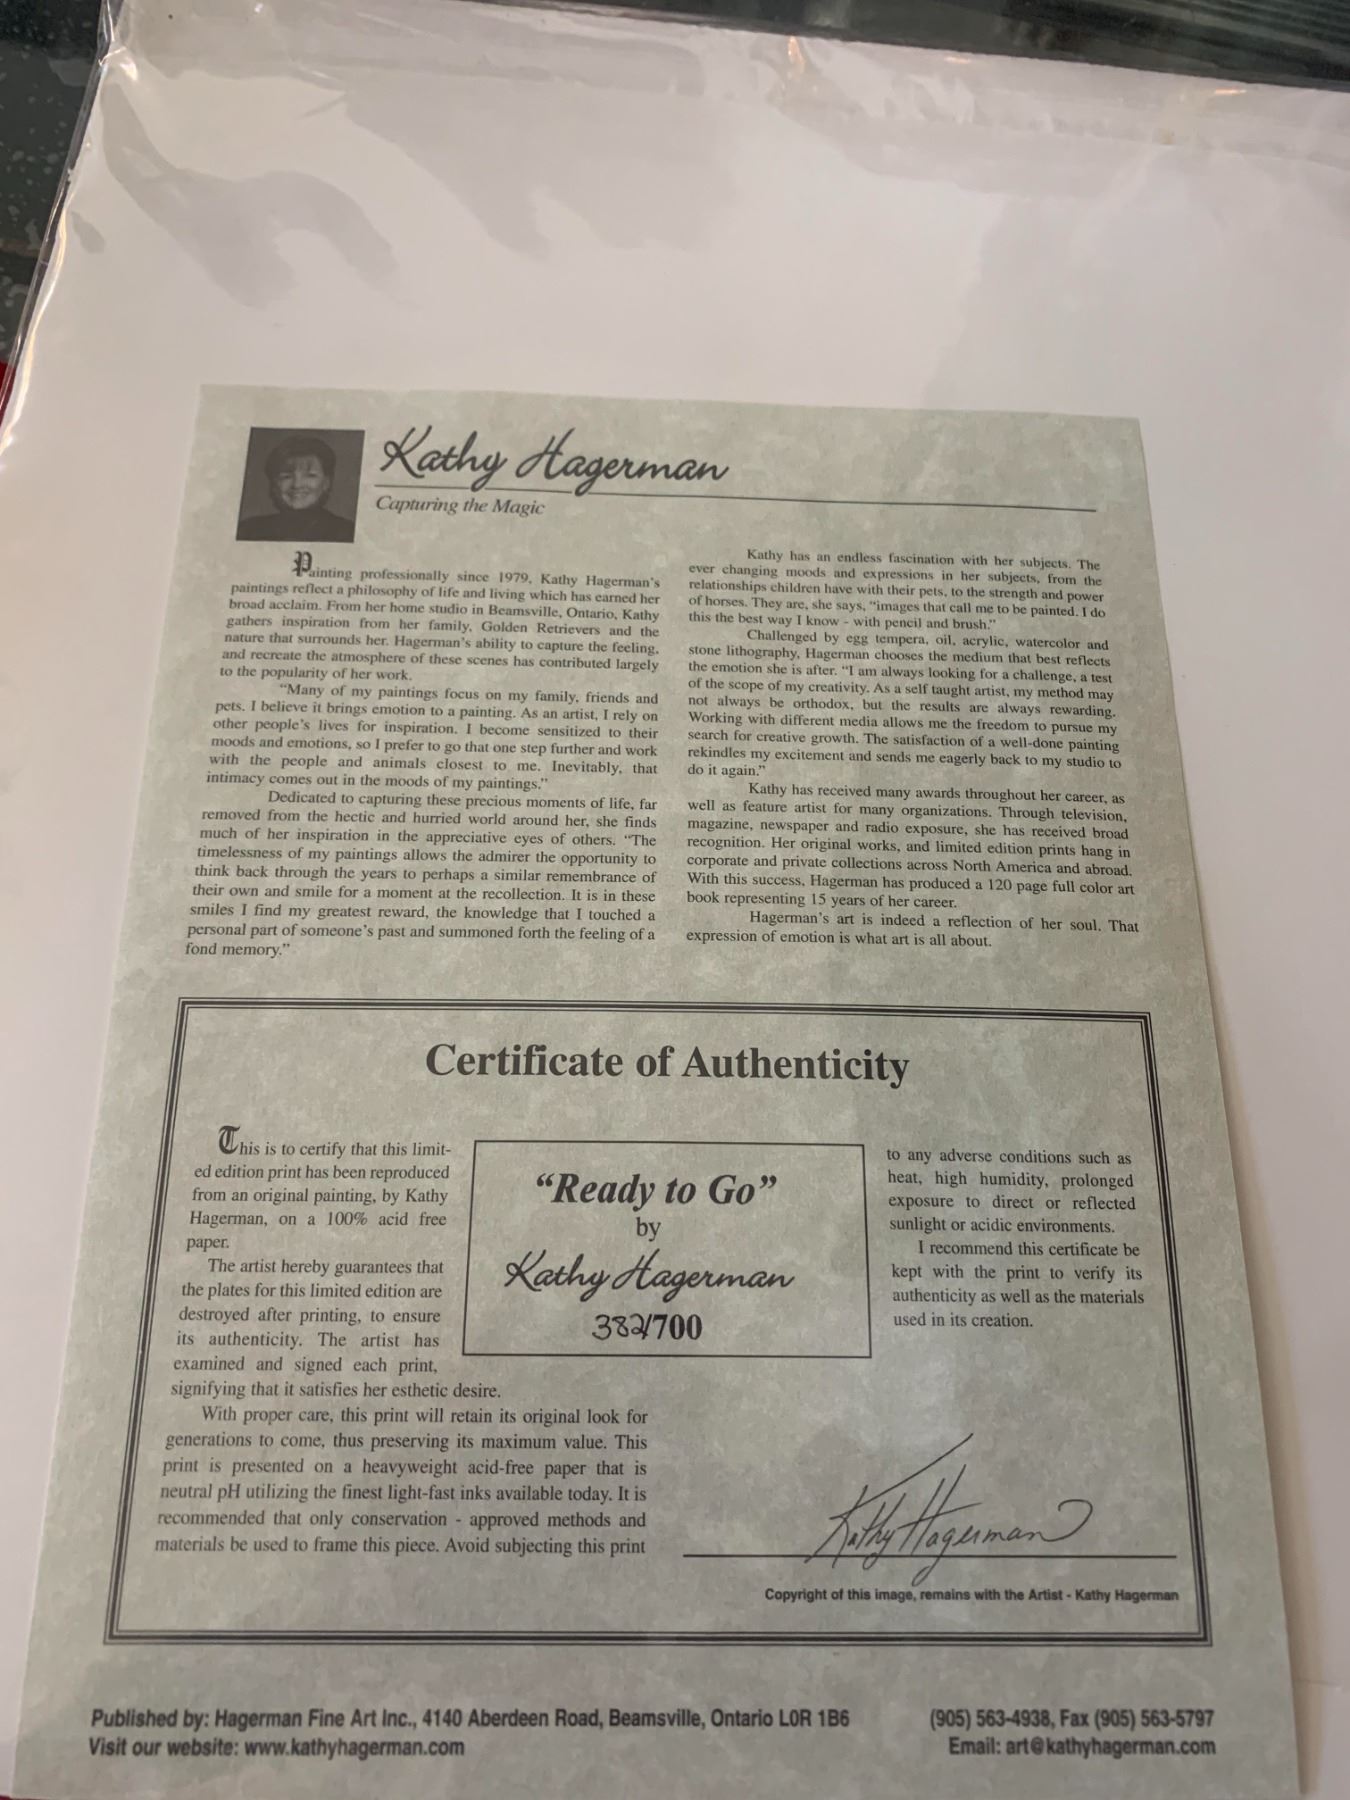 Kathy Hagerman
Capturing the Magic
Painting professionally since 1979, Kathy Hagerman's
paintings reflect a philosophy of life and living which has earned her
broad acclaim. From her home studio in Beamsville, Ontario, Kathy
gathers inspiration from her family, Golden Retrievers and the
nature that surrounds her. Hagerman's ability to capture the feeling,
and recreate the atmosphere of these scenes has contributed largely
to the popularity of her work.
"Many of my paintings focus on my family, friends and
pets. I believe it brings emotion to a painting. As an artist, I rely on
other people's lives for inspiration. I become sensitized to their
moods and emotions, so I prefer to go that one step further and work
with the people and animals closest to me. Inevitably, that
intimacy comes out in the moods of my paintings."
Dedicated to capturing these precious moments of life, far
removed from the hectic and hurried world around her, she finds
much of her inspiration in the appreciative eyes of others. "The
timelessness of my paintings allows the admirer the opportunity to
think back through the years to perhaps a similar remembrance of
their own and smile for a moment at the recollection. It is in these
smiles I find my greatest reward, the knowledge that I touched a
personal part of someone's past and summoned forth the feeling of a
fond memory."
Kathy has an endless fascination with her subjects. The
ever changing moods and expressions in her subjects, from the
relationships children have with their pets, to the strength and power
of horses. They are, she says, "images that call me to be painted. I do
this the best way I know - with pencil and brush."
Challenged by egg tempera, oil, acrylic, watercolor and
stone lithography, Hagerman chooses the medium that best reflects
the emotion she is after. "I am always looking for a challenge, a test
of the scope of my creativity. As a self taught artist, my method may
not always be orthodox, but the results are always rewarding.
Working with different media allows me the freedom to pursue my
search for creative growth. The satisfaction of a well-done painting
rekindles my excitement and sends me eagerly back to my studio to
do it again."
Kathy has received many awards throughout her career, as
well as feature artist for many organizations. Through television,
magazine, newspaper and radio exposure, she has received broad
recognition. Her original works, and limited edition prints hang in
corporate and private collections across North America and abroad.
With this success, Hagerman has produced a 120 page full color art
book representing 15 years of her career.
Hagerman's art is indeed a reflection of her soul. That
expression of emotion is what art is all about.
Certificate of Authenticity
This is to certify that this limit-
ed edition print has been reproduced
from an original painting, by Kathy
Hagerman, on a 100% acid free
paper.
The artist hereby guarantees that
the plates for this limited edition are
destroyed after printing, to ensure
its authenticity. The artist has
examined and signed each print,
signifying that it satisfies her esthetic desire.
With proper care, this print will retain its original look for
generations to come, thus preserving its maximum value. This
print is presented on a heavyweight acid-free paper that is
neutral pH utilizing the finest light-fast inks available today. It is
recommended that only conservation - approved methods and
materials be used to frame this piece. Avoid subjecting this print
"Ready to Go"
by
Kathy Hagerman
382/700
to any adverse conditions such as
heat, high humidity, prolonged
exposure to direct or reflected
sunlight or acidic environments.
I recommend this certificate be
kept with the print to verify its
authenticity as well as the materials
used in its creation.
Kathy Hagerman
Copyright of this image, remains with the Artist - Kathy Hagerman
Published by: Hagerman Fine Art Inc., 4140 Aberdeen Road, Beamsville, Ontario L0R 1B6
Visit our website: www.kathyhagerman.com
(905) 563-4938, Fax (905) 563-5797
Email: art@kathyhagerman.com